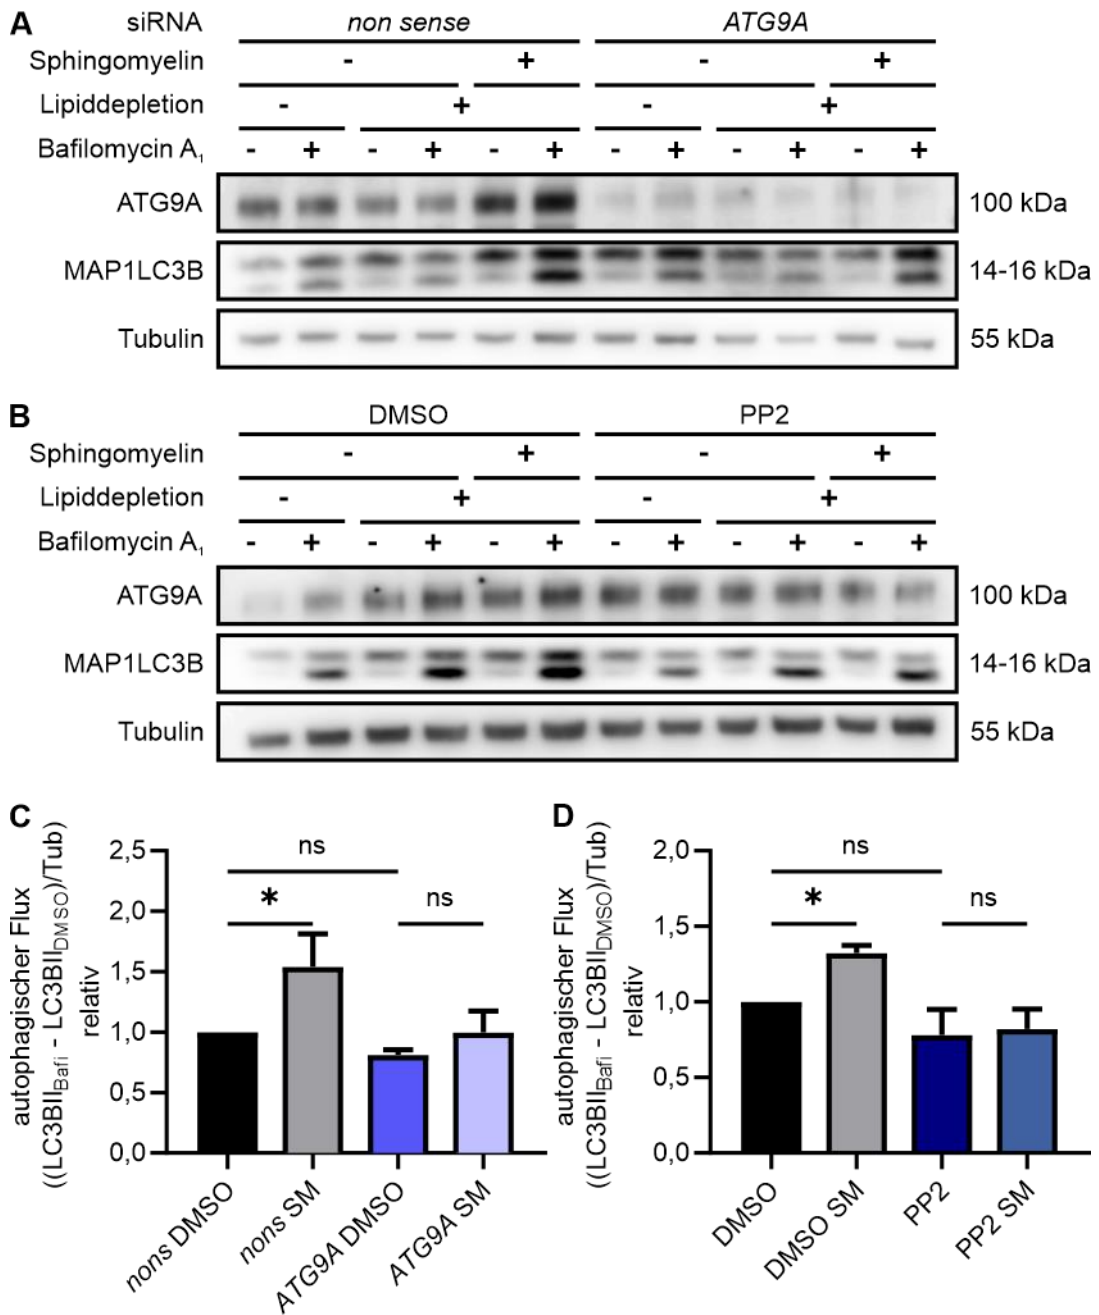 A siRNA non sense ATG9A
Sphingomyelin - + - +
Lipiddepletion - + - +
Bafilomycin A₁ - + - + - + - + - + - +
ATG9A 100 kDa
MAP1LC3B 14-16 kDa
Tubulin 55 kDa
B DMSO PP2
Sphingomyelin - + - +
Lipiddepletion - + - +
Bafilomycin A₁ - + - + - + - + - + - +
ATG9A 100 kDa
MAP1LC3B 14-16 kDa
Tubulin 55 kDa
C
autophagischer Flux
((LC3BII_Bafi - LC3BII_DMSO)/Tub)
relativ
2,5
2,0
1,5
1,0
0,5
0,0
ns
* ns
nons DMSO
nons SM
ATG9A DMSO
ATG9A SM
D
autophagischer Flux
((LC3BII_Bafi - LC3BII_DMSO)/Tub)
relativ
2,0
1,5
1,0
0,5
0,0
ns
* ns
DMSO
DMSO SM
PP2
PP2 SM